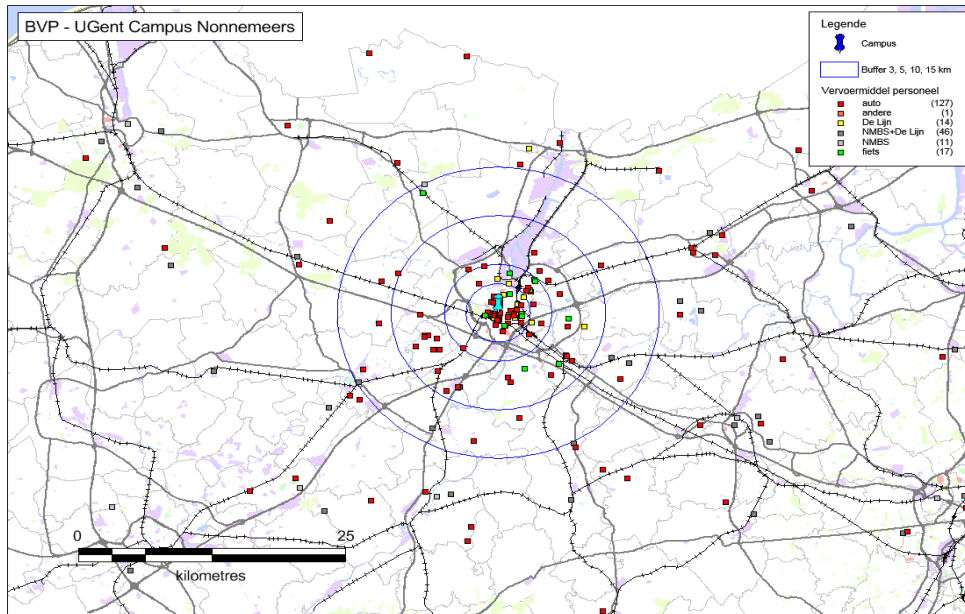 BVP - UGent Campus Nonnemeers
Legende
Campus
Buffer 3, 5, 10, 15 km
Vervoermiddel personeel
auto (127)
andere (1)
De Lijn (14)
NMBS+De Lijn (46)
NMBS (11)
fiets (17)
0 25
kilometres